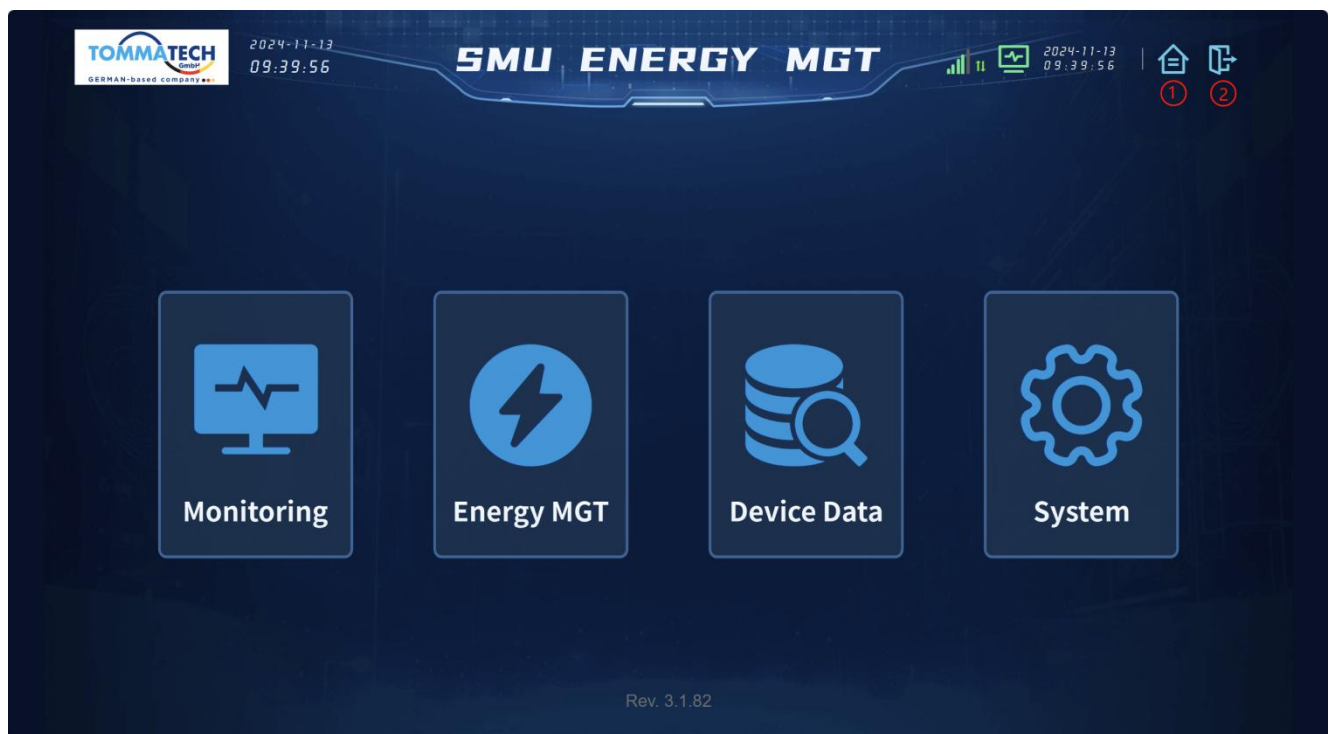 TOMMATECH
GmbH
GERMAN-based company
2024-11-13
09:39:56
SMU ENERGY MGT
2024-11-13
09:39:56
1
2
Monitoring
Energy MGT
Device Data
System
Rev. 3.1.82